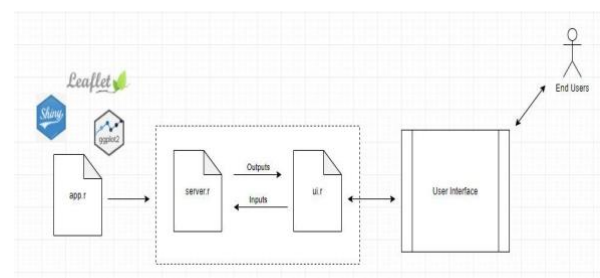 Leaflet
Shiny
ggplot2
End Users
app.r
server.r
Outputs
Inputs
ui.r
User Interface